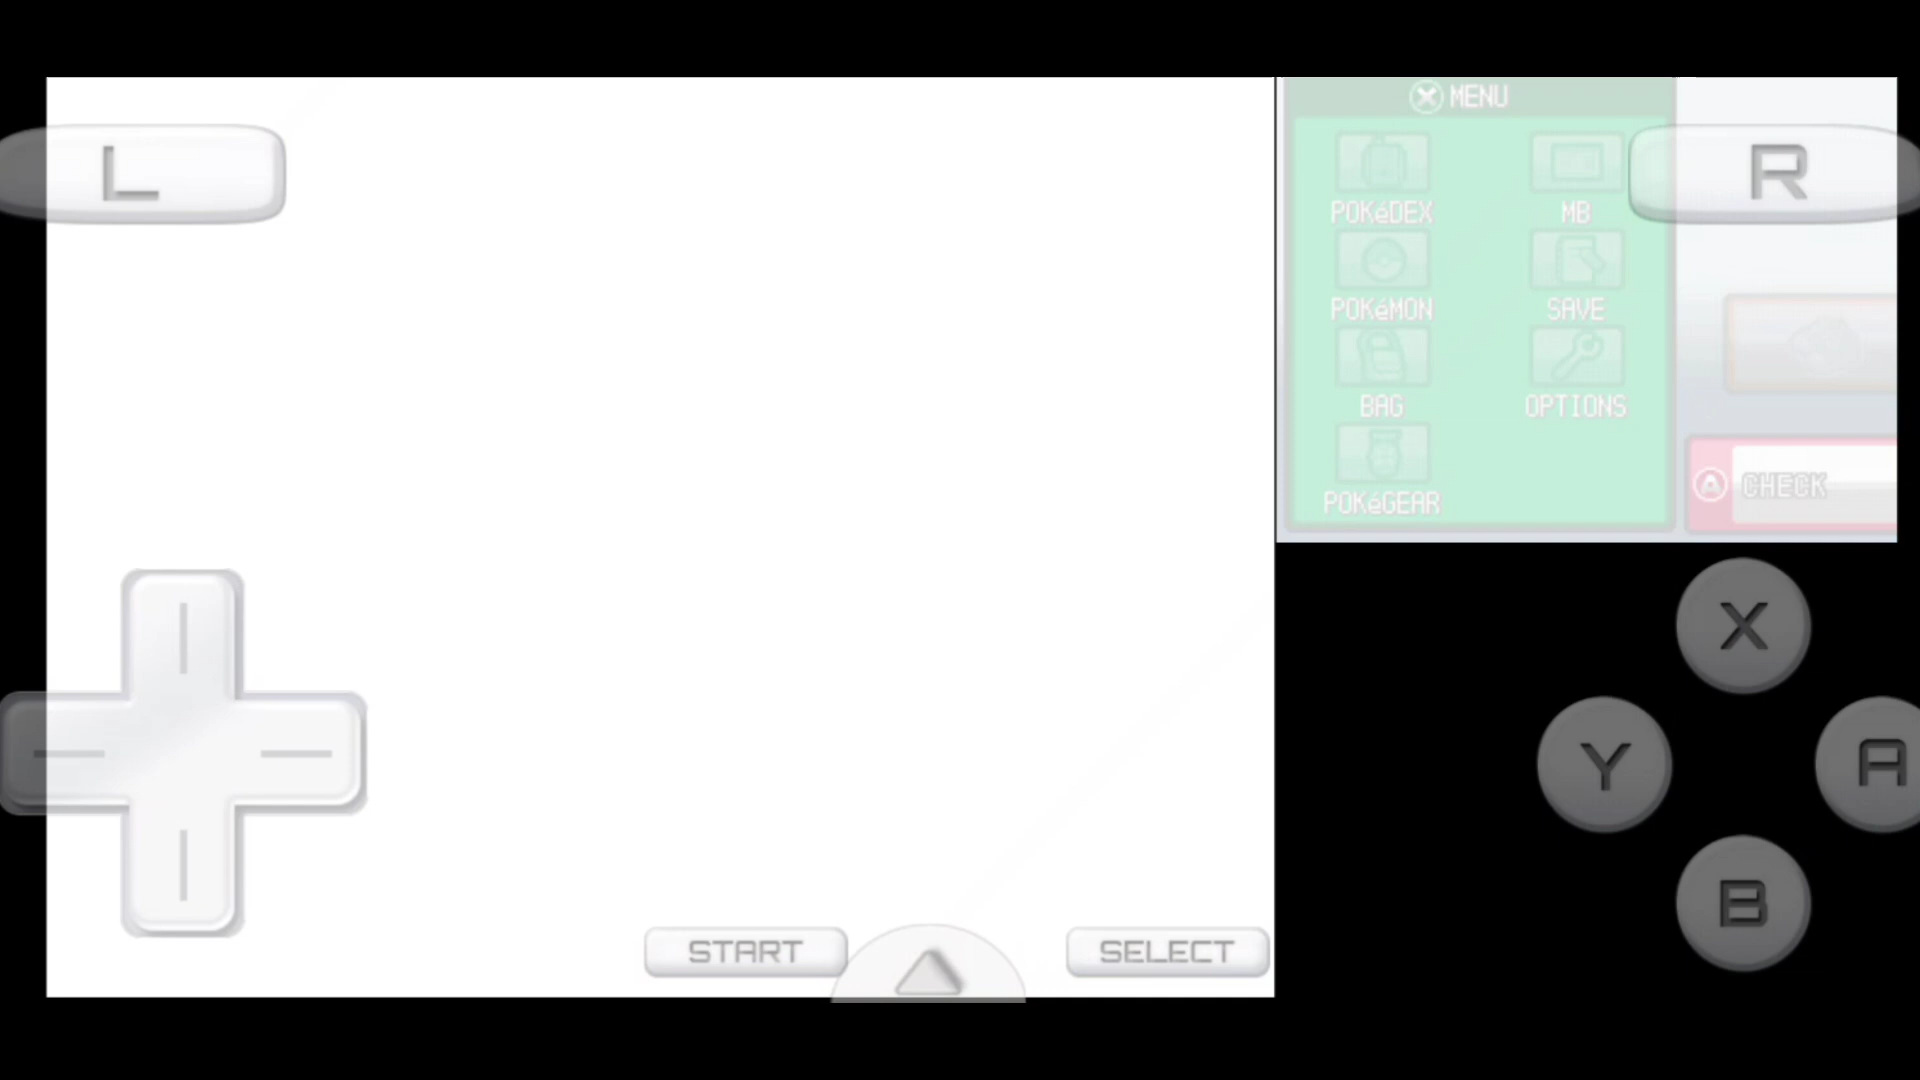 L
MENU
POKéDEX
MB
R
POKéMON
SAVE
BAG
OPTIONS
POKéGEAR
A CHECK
X
Y
A
B
START
SELECT